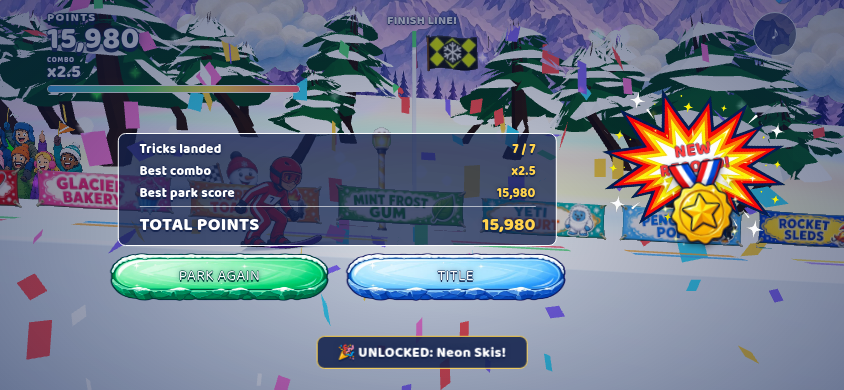 POINTS
15,980
COMBO
x2.5
FINISH LINE!
Tricks landed 7 / 7
Best combo x2.5
Best park score 15,980
TOTAL POINTS 15,980
GLACIER
BAKERY
MINT FROST
GUM
YETI
ROCKET
SLEDS
NEW
PARK AGAIN
TITLE
🎉 UNLOCKED: Neon Skis!